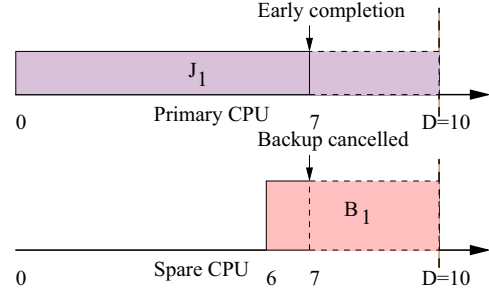 Early completion
J1
0 Primary CPU 7 D=10
Backup cancelled
B1
0 Spare CPU 6 7 D=10